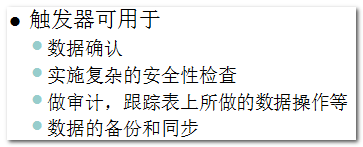 触发器可用于
数据确认
实施复杂的安全性检查
做审计，跟踪表上所做的数据操作等
数据的备份和同步